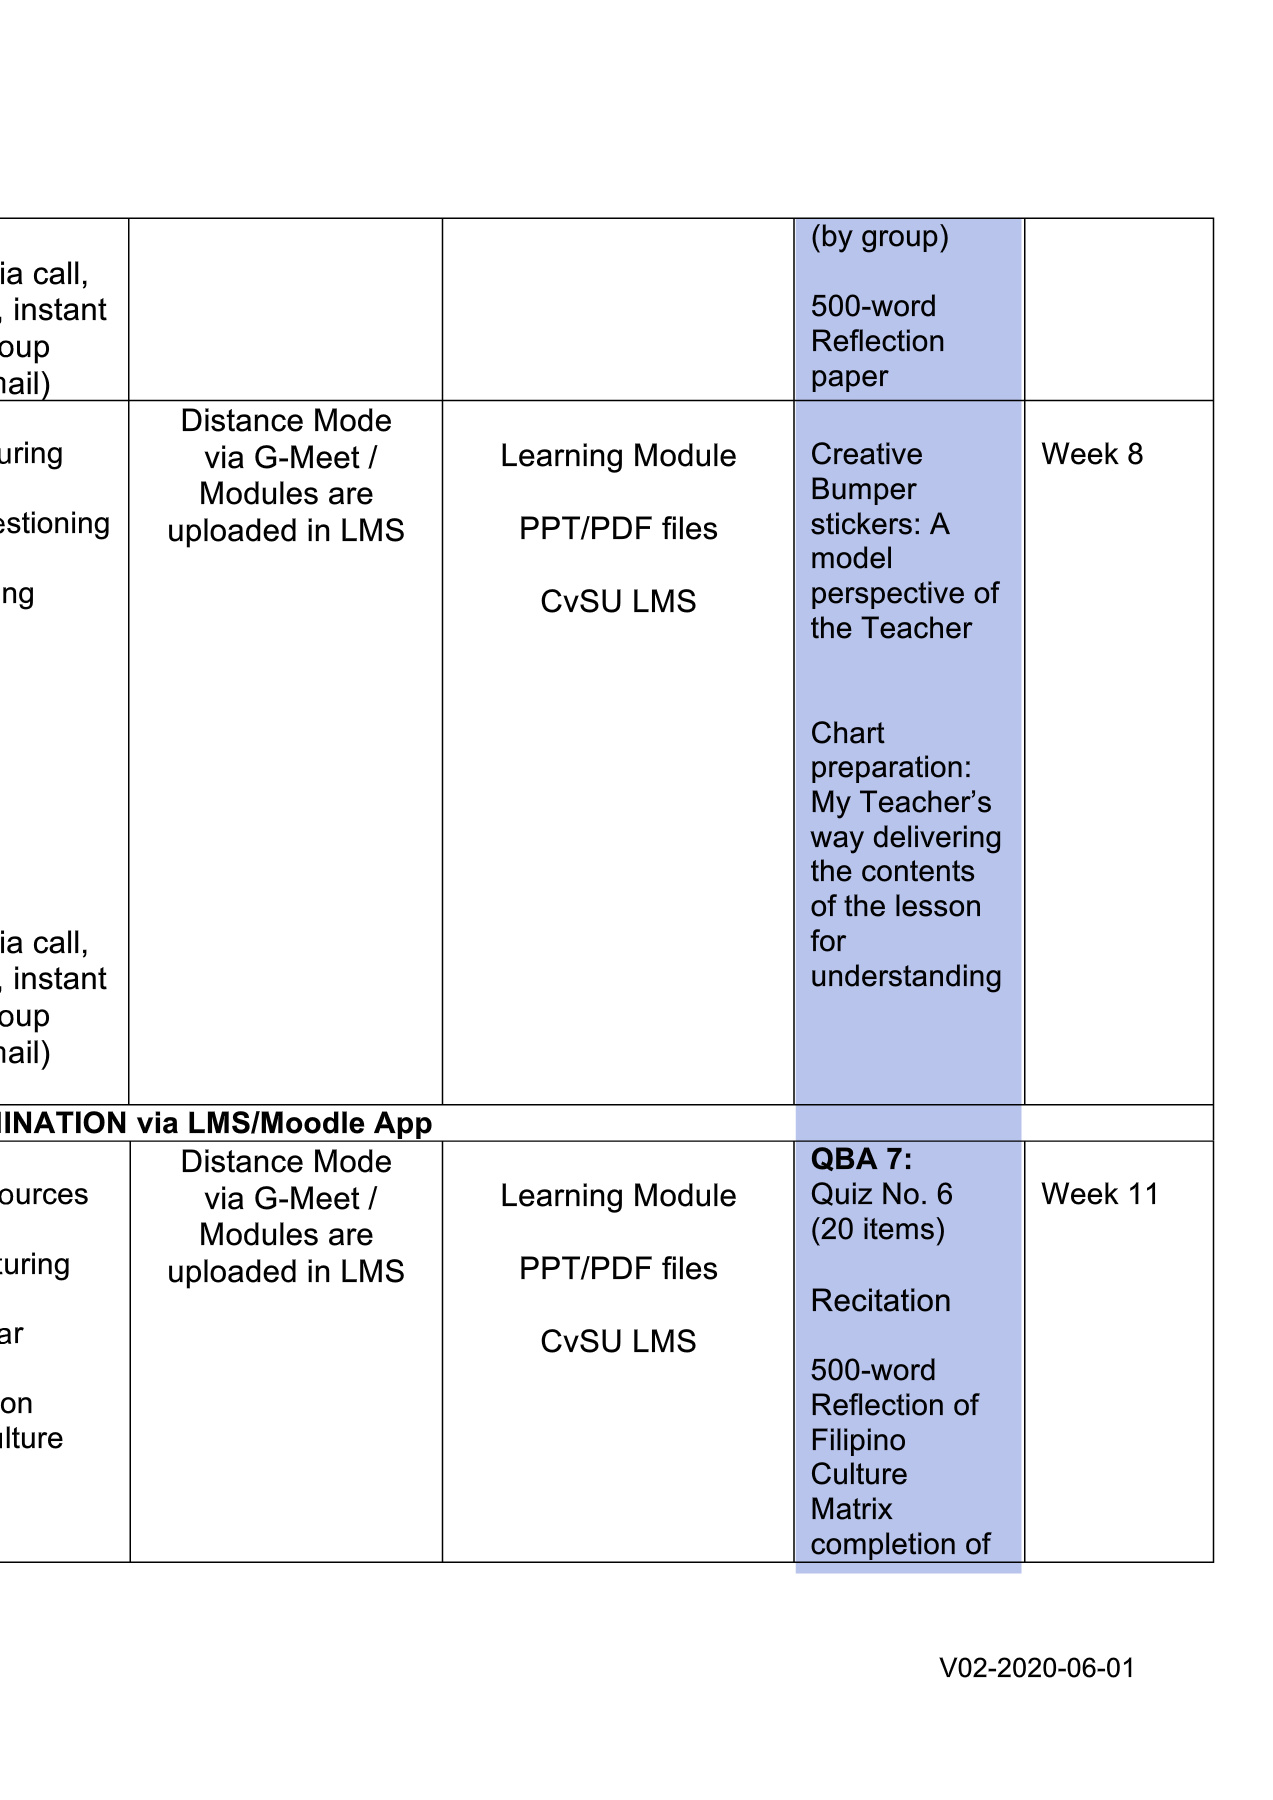 (by group)
500-word
Reflection
paper
via call,
, instant
oup
ail)
Distance Mode
via G-Meet /
Modules are
uploaded in LMS
Learning Module
PPT/PDF files
CvSU LMS
Creative
Bumper
stickers: A
model
perspective of
the Teacher
Chart
preparation:
My Teacher’s
way delivering
the contents
of the lesson
for
understanding
Week 8
uring
estioning
ng
ia call,
, instant
oup
ail)
INATION via LMS/Moodle App
ources
turing
ar
on
ulture
Distance Mode
via G-Meet /
Modules are
uploaded in LMS
Learning Module
PPT/PDF files
CvSU LMS
QBA 7:
Quiz No. 6
(20 items)
Recitation
500-word
Reflection of
Filipino
Culture
Matrix
completion of
Week 11
V02-2020-06-01